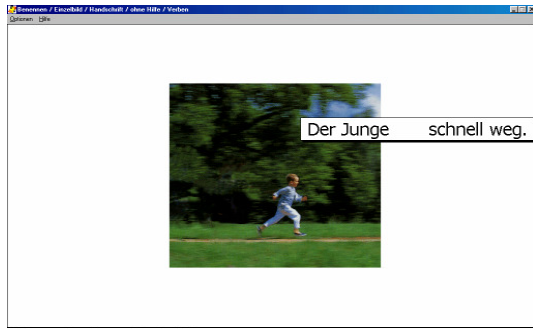 Benennen / Einzelbild / Handschrift / ohne Hilfe / Verben
Optionen Hilfe
Der Junge schnell weg.